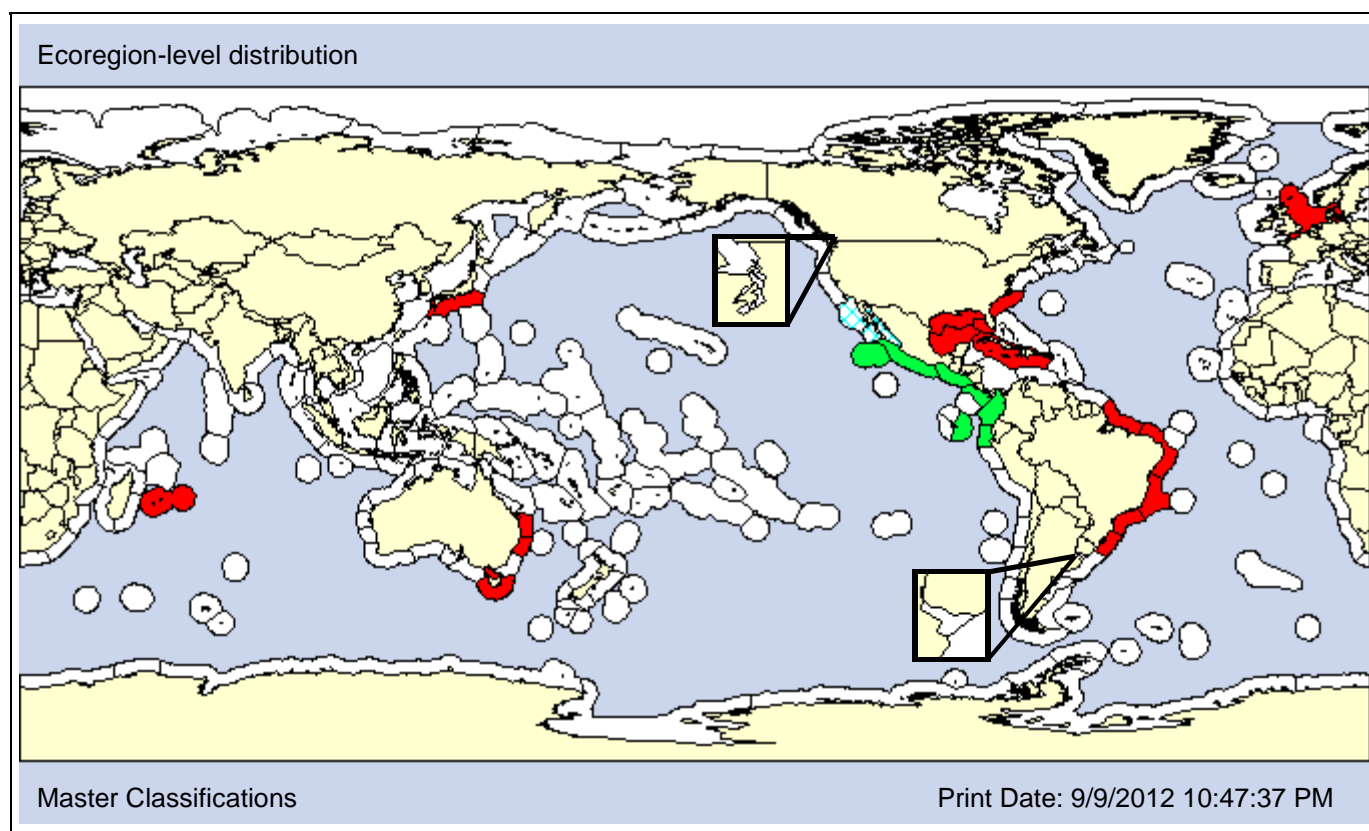 Ecoregion-level distribution
Master Classifications
Print Date: 9/9/2012 10:47:37 PM